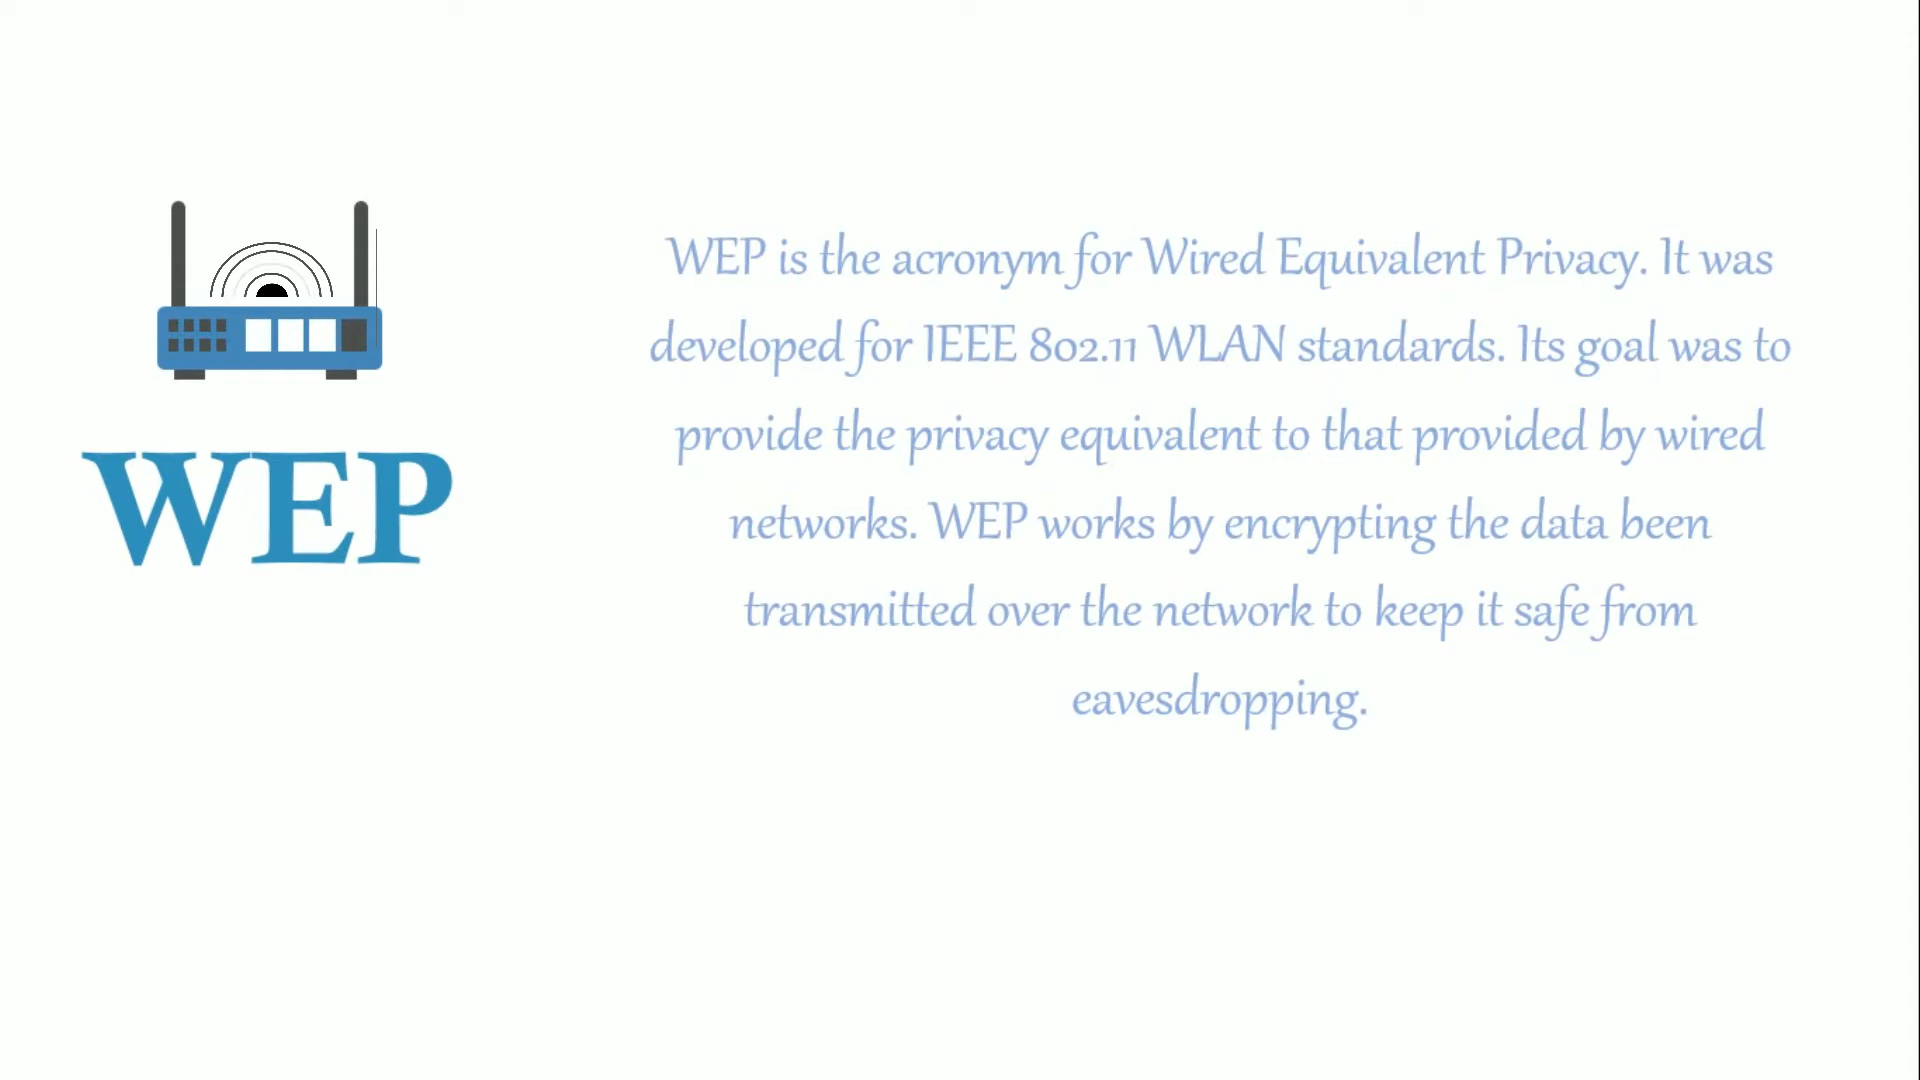 WEP
WEP is the acronym for Wired Equivalent Privacy. It was
developed for IEEE 802.11 WLAN standards. Its goal was to
provide the privacy equivalent to that provided by wired
networks. WEP works by encrypting the data been
transmitted over the network to keep it safe from
eavesdropping.